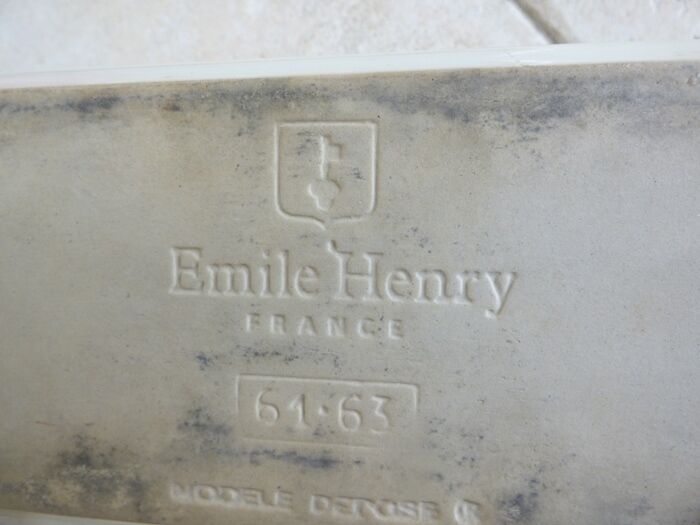 Emile Henry
FRANCE
61·63
MODELE DEPOSE ®